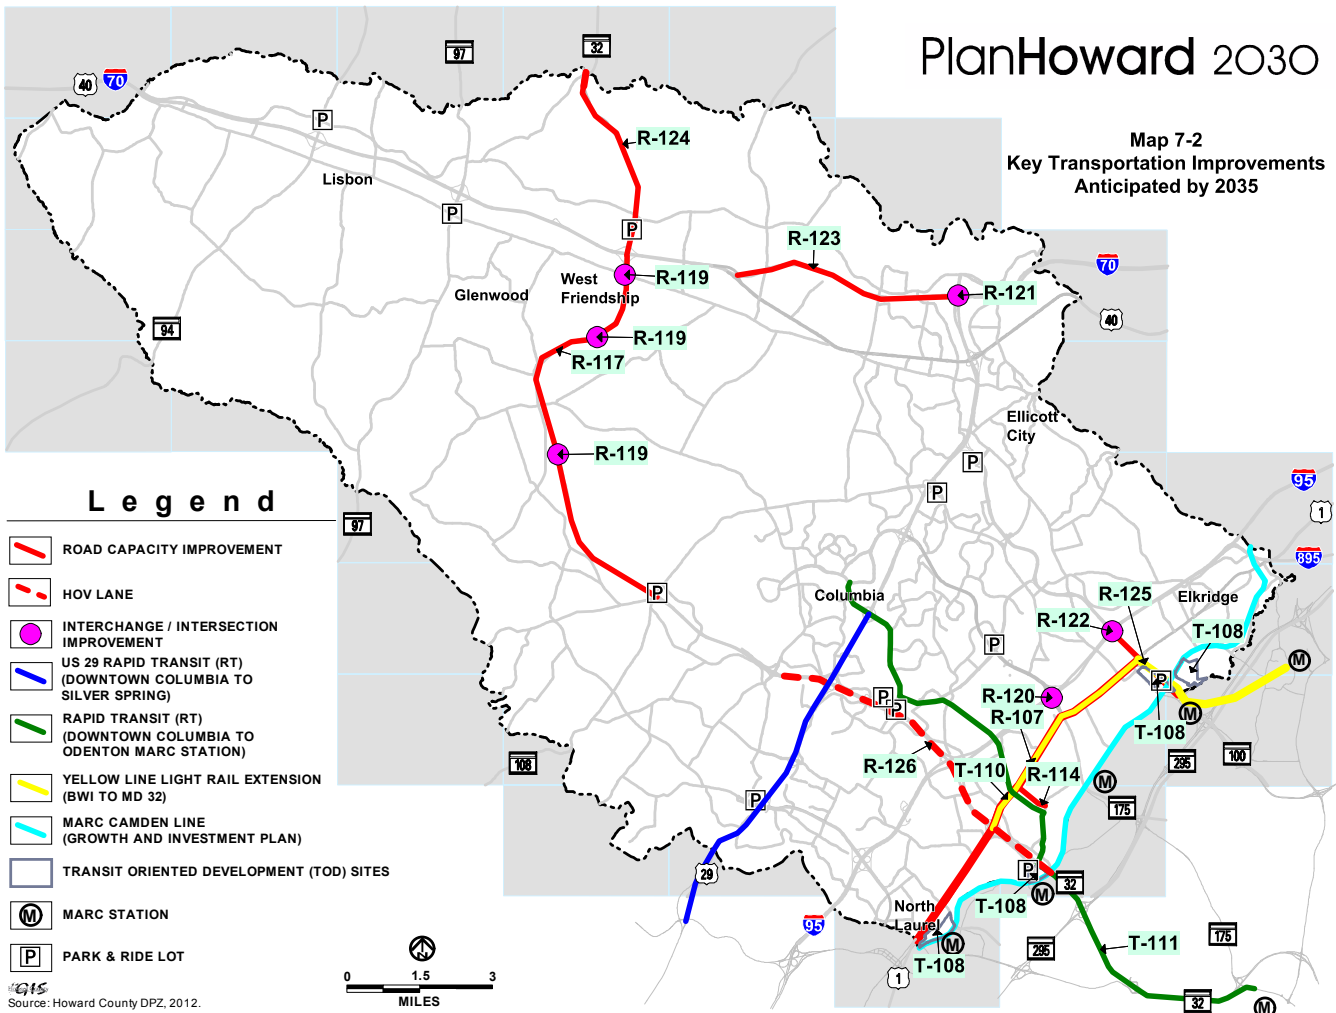 PlanHoward 2030
Map 7-2
Key Transportation Improvements
Anticipated by 2035
97
32
40
70
P
R-124
Lisbon
P
P
R-123
70
West
Friendship
R-119
Glenwood
R-121
40
94
R-119
R-117
Ellicott
City
R-119
P
P
95
1
97
895
Legend
ROAD CAPACITY IMPROVEMENT
HOV LANE
INTERCHANGE / INTERSECTION
IMPROVEMENT
US 29 RAPID TRANSIT (RT)
(DOWNTOWN COLUMBIA TO
SILVER SPRING)
RAPID TRANSIT (RT)
(DOWNTOWN COLUMBIA TO
ODENTON MARC STATION)
YELLOW LINE LIGHT RAIL EXTENSION
(BWI TO MD 32)
MARC CAMDEN LINE
(GROWTH AND INVESTMENT PLAN)
TRANSIT ORIENTED DEVELOPMENT (TOD) SITES
M
MARC STATION
P
PARK & RIDE LOT
P
Columbia
R-125
Elkridge
R-122
T-108
P
M
P
R-120
P
P
R-107
M
T-108
R-126
T-110
R-114
295
100
108
M
175
P
29
P
32
M
T-108
North
Laurel
95
M
T-108
1
295
T-111
175
32
M
0
1.5
3
MILES
GIS
Source: Howard County DPZ, 2012.